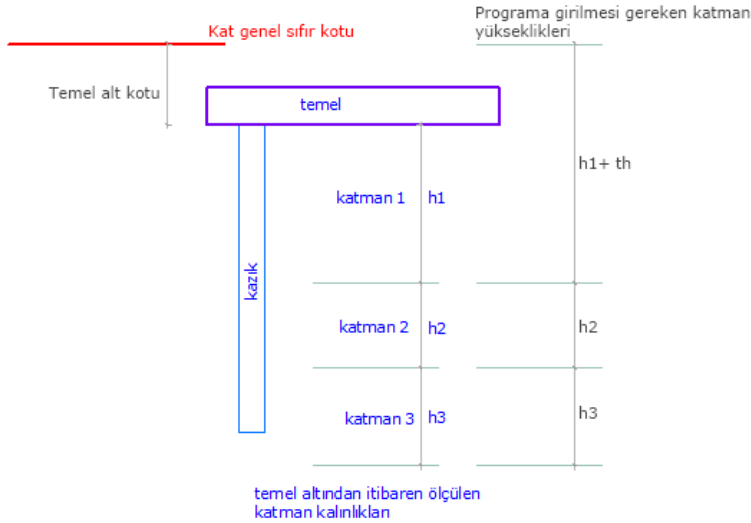 Programa girilmesi gereken katman
yükseklikleri
Kat genel sıfır kotu
Temel alt kotu
temel
h1+ th
katman 1
h1
kazık
katman 2
h2
h2
katman 3
h3
h3
temel altından itibaren ölçülen
katman kalınlıkları